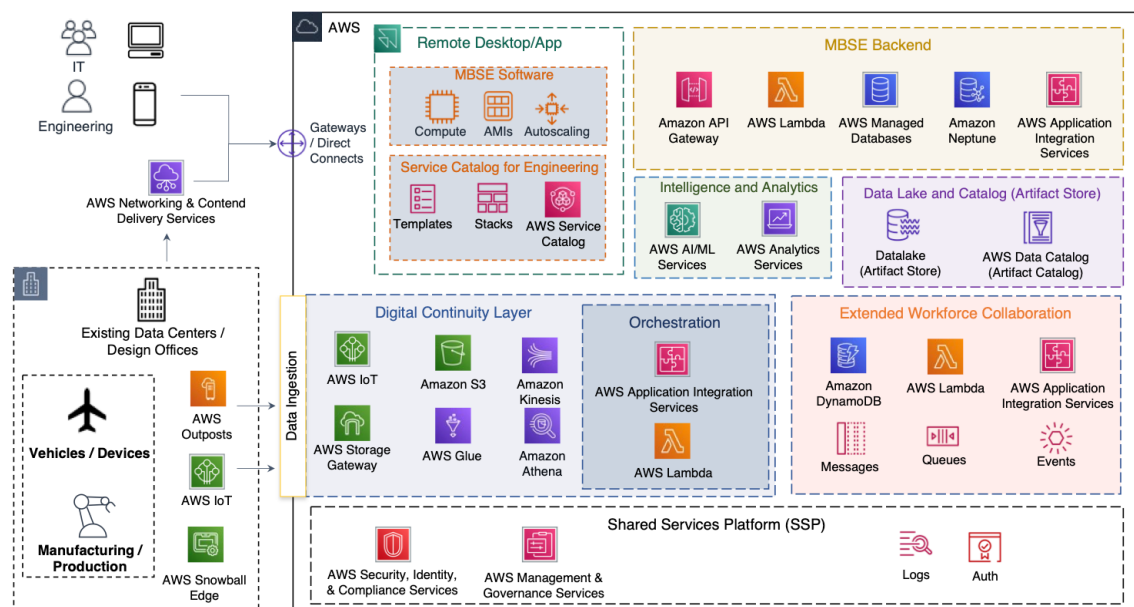 AWS
IT
Engineering
Gateways
/ Direct
Connects
AWS Networking & Contend
Delivery Services
Existing Data Centers /
Design Offices
Vehicles / Devices
Manufacturing /
Production
AWS
Outposts
AWS IoT
AWS Snowball
Edge
Remote Desktop/App
MBSE Software
Compute
AMIs
Autoscaling
Service Catalog for Engineering
Templates
Stacks
AWS Service
Catalog
MBSE Backend
Amazon API
Gateway
AWS Lambda
AWS Managed
Databases
Amazon
Neptune
AWS Application
Integration
Services
Intelligence and Analytics
AWS AI/ML
Services
AWS Analytics
Services
Data Lake and Catalog (Artifact Store)
Datalake
(Artifact Store)
AWS Data Catalog
(Artifact Catalog)
Data Ingestion
Digital Continuity Layer
AWS IoT
Amazon S3
Amazon
Kinesis
AWS Storage
Gateway
AWS Glue
Amazon
Athena
Orchestration
AWS Application Integration
Services
AWS Lambda
Extended Workforce Collaboration
Amazon
DynamoDB
AWS Lambda
AWS Application
Integration Services
Messages
Queues
Events
Shared Services Platform (SSP)
AWS Security, Identity,
& Compliance Services
AWS Management &
Governance Services
Logs
Auth